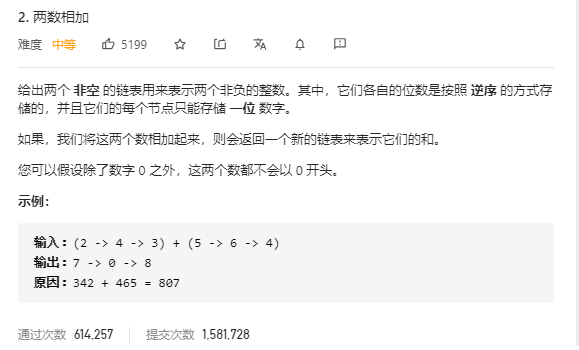 2. 两数相加
难度 中等 5199
给出两个 非空 的链表用来表示两个非负的整数。其中，它们各自的位数是按照 逆序 的方式存
储的，并且它们的每个节点只能存储 一位 数字。
如果，我们将这两个数相加起来，则会返回一个新的链表来表示它们的和。
您可以假设除了数字 0 之外，这两个数都不会以 0 开头。
示例：
输入：(2 -> 4 -> 3) + (5 -> 6 -> 4)
输出：7 -> 0 -> 8
原因：342 + 465 = 807
通过次数 614,257 提交次数 1,581,728